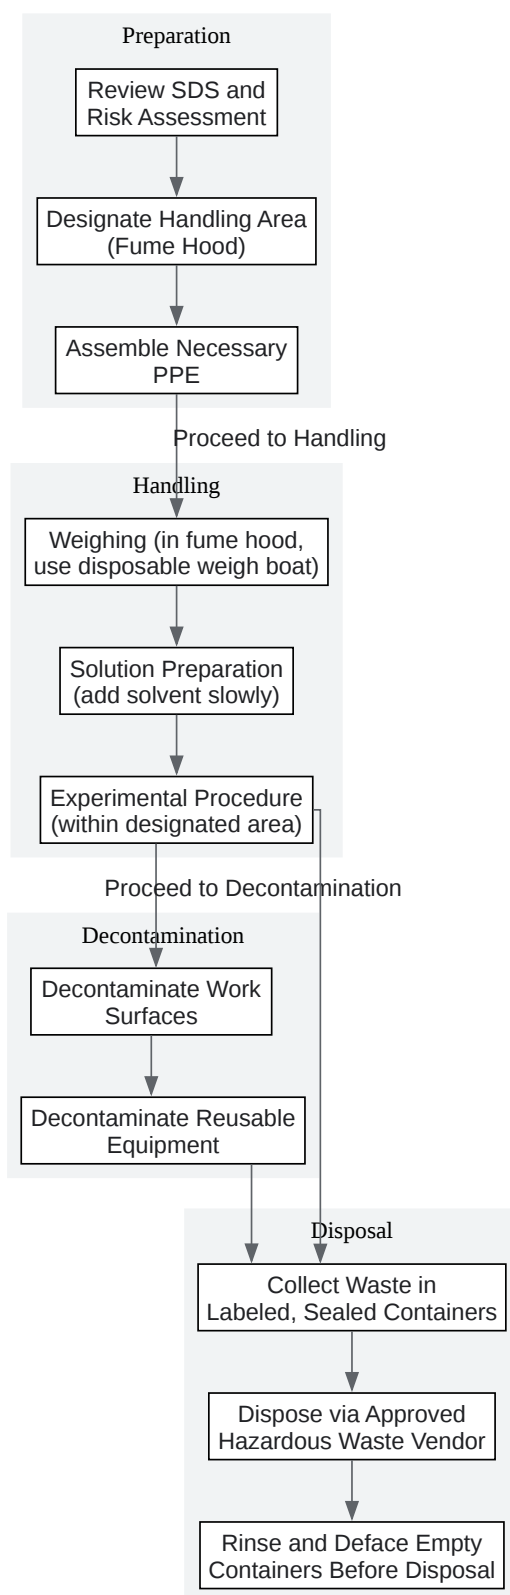 Preparation
Review SDS and
Risk Assessment
Designate Handling Area
(Fume Hood)
Assemble Necessary
PPE
Proceed to Handling
Handling
Weighing (in fume hood,
use disposable weigh boat)
Solution Preparation
(add solvent slowly)
Experimental Procedure
(within designated area)
Proceed to Decontamination
Decontamination
Decontaminate Work
Surfaces
Decontaminate Reusable
Equipment
Disposal
Collect Waste in
Labeled, Sealed Containers
Dispose via Approved
Hazardous Waste Vendor
Rinse and Deface Empty
Containers Before Disposal